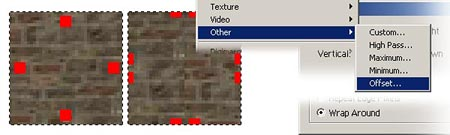 Texture
Video
Other
Custom...
High Pass...
Maximum...
Minimum...
Offset...
Vertical?
Wrap Around